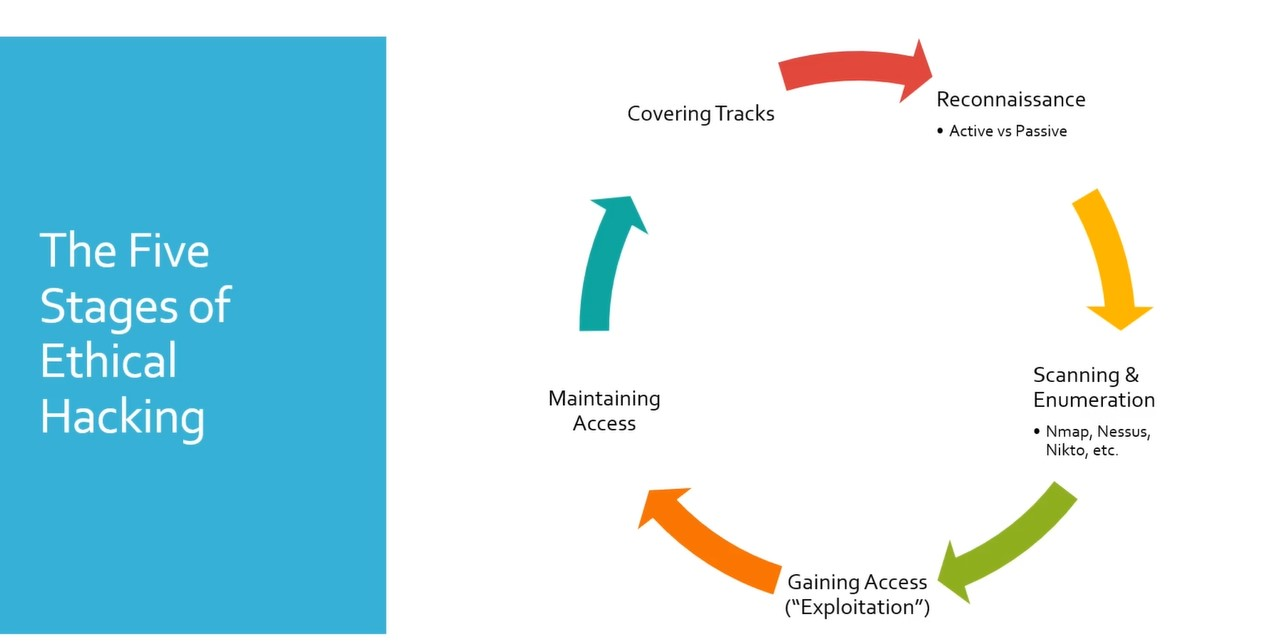 The Five
Stages of
Ethical
Hacking
Reconnaissance
• Active vs Passive
Scanning &
Enumeration
• Nmap, Nessus,
Nikto, etc.
Gaining Access
(“Exploitation”)
Maintaining
Access
Covering Tracks